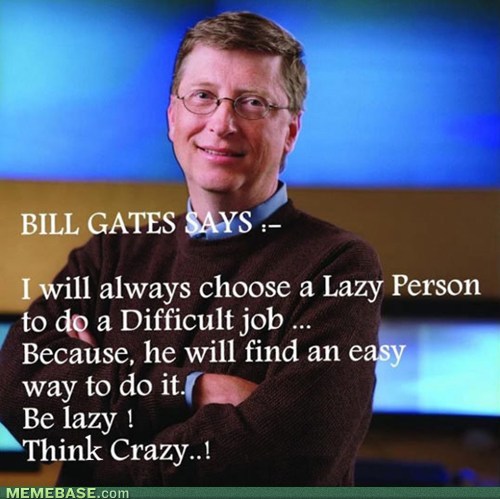 BILL GATES SAYS :-
I will always choose a Lazy Person
to do a Difficult job ...
Because, he will find an easy
way to do it.
Be lazy !
Think Crazy..!
MEMEBASE.com